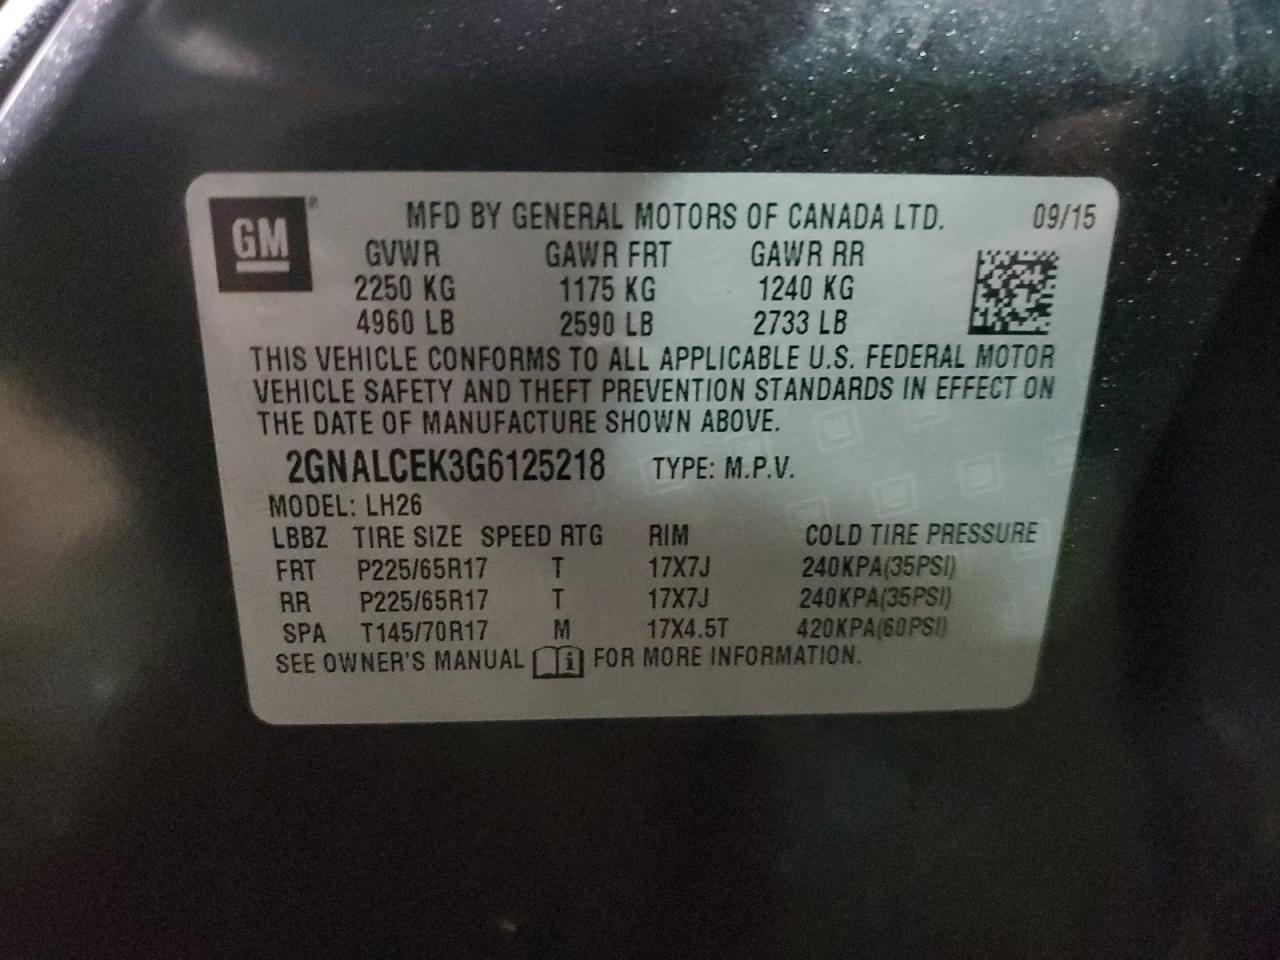 GM® MFD BY GENERAL MOTORS OF CANADA LTD. 09/15
GVWR GAWR FRT GAWR RR
2250 KG 1175 KG 1240 KG
4960 LB 2590 LB 2733 LB
THIS VEHICLE CONFORMS TO ALL APPLICABLE U.S. FEDERAL MOTOR
VEHICLE SAFETY AND THEFT PREVENTION STANDARDS IN EFFECT ON
THE DATE OF MANUFACTURE SHOWN ABOVE.
2GNALCEK3G6125218 TYPE: M.P.V.
MODEL: LH26
LBBZ TIRE SIZE SPEED RTG RIM COLD TIRE PRESSURE
FRT P225/65R17 T 17X7J 240KPA(35PSI)
RR P225/65R17 T 17X7J 240KPA(35PSI)
SPA T145/70R17 M 17X4.5T 420KPA(60PSI)
SEE OWNER'S MANUAL i FOR MORE INFORMATION.